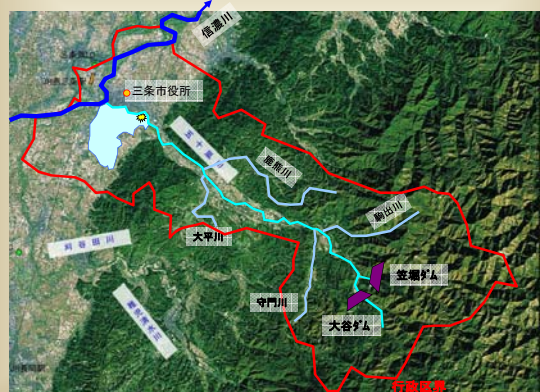 信濃川
三条市役所
五十嵐川
鹿熊川
駒出川
刈谷田川
大平川
笠堀ダム
守門川
大谷ダム
行政区域